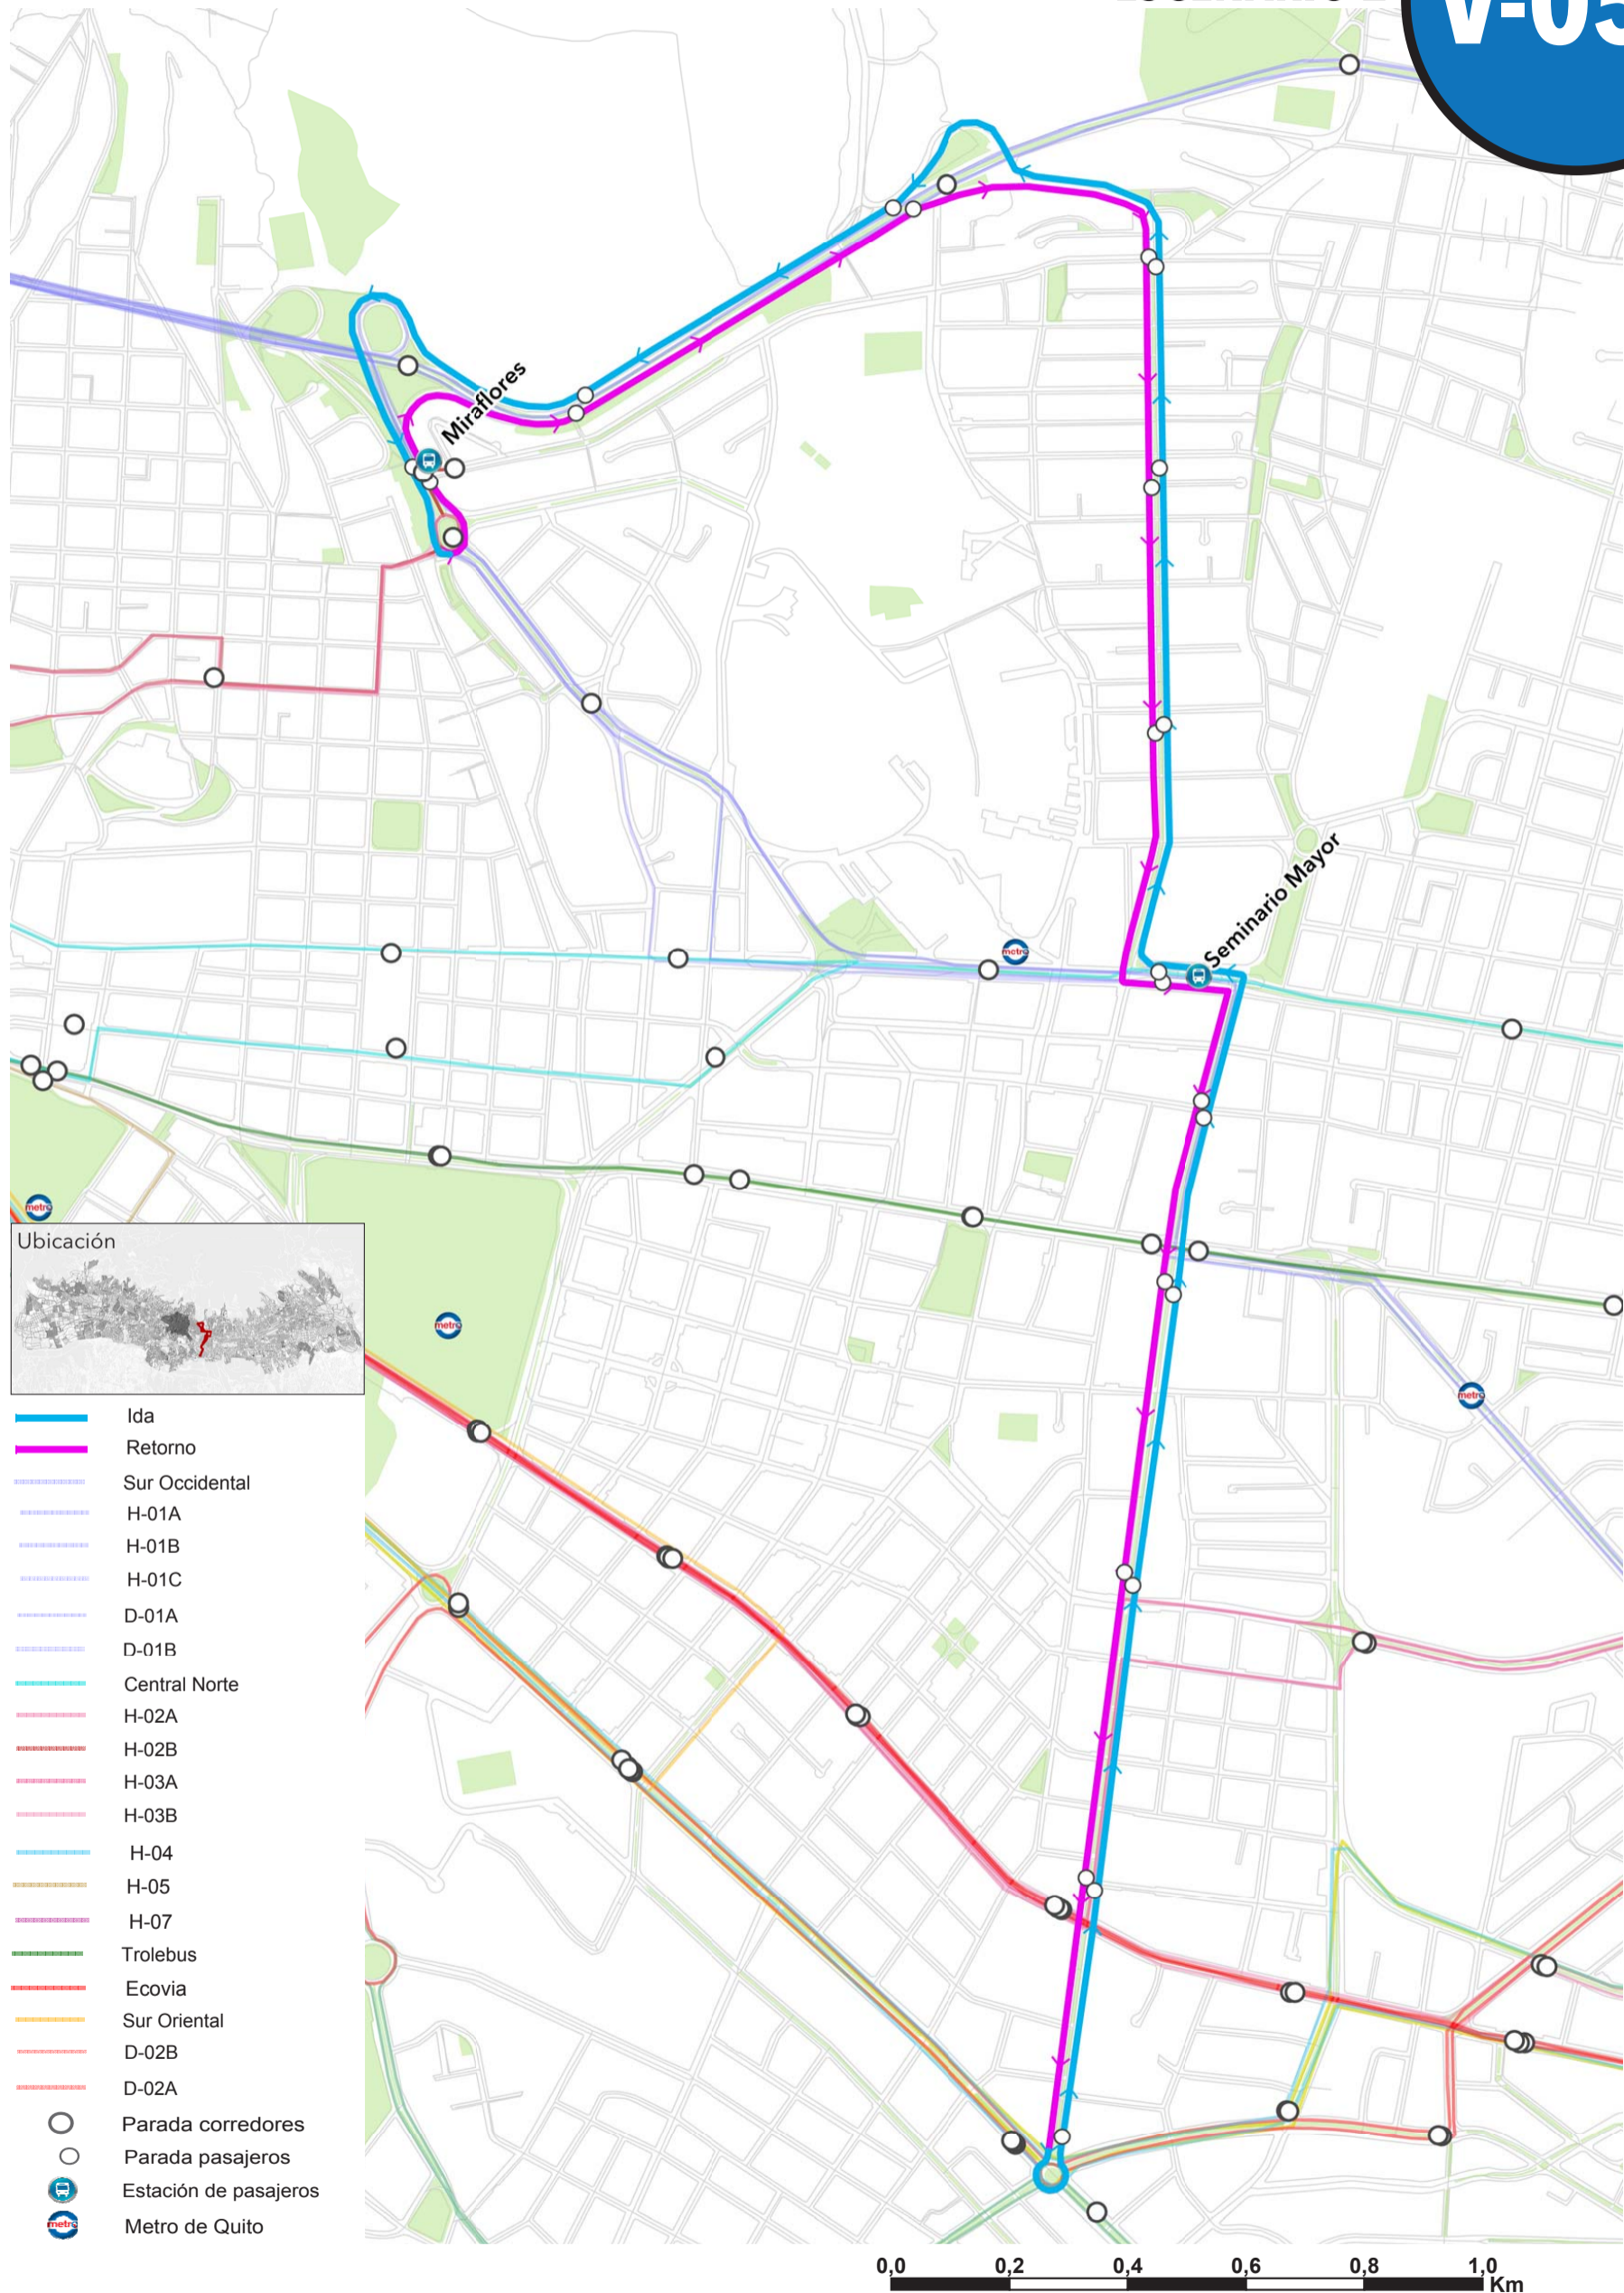 V-05
Miraflores
Seminario Mayor
metro
metro
metro
metro
Ubicación
Ida
Retorno
Sur Occidental
H-01A
H-01B
H-01C
D-01A
D-01B
Central Norte
H-02A
H-02B
H-03A
H-03B
H-04
H-05
H-07
Trolebus
Ecovia
Sur Oriental
D-02B
D-02A
Parada corredores
Parada pasajeros
Estación de pasajeros
metro Metro de Quito
0,0 0,2 0,4 0,6 0,8 1,0
Km